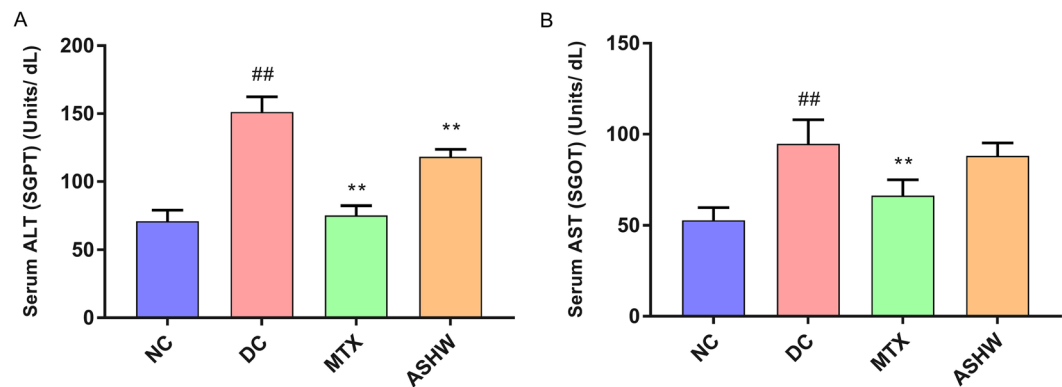 A
Serum ALT (SGPT) (Units/ dL)
200
150
100
50
0
##
**
**
NC
DC
MTX
ASHW
B
Serum AST (SGOT) (Units/ dL)
150
100
50
0
##
**
NC
DC
MTX
ASHW